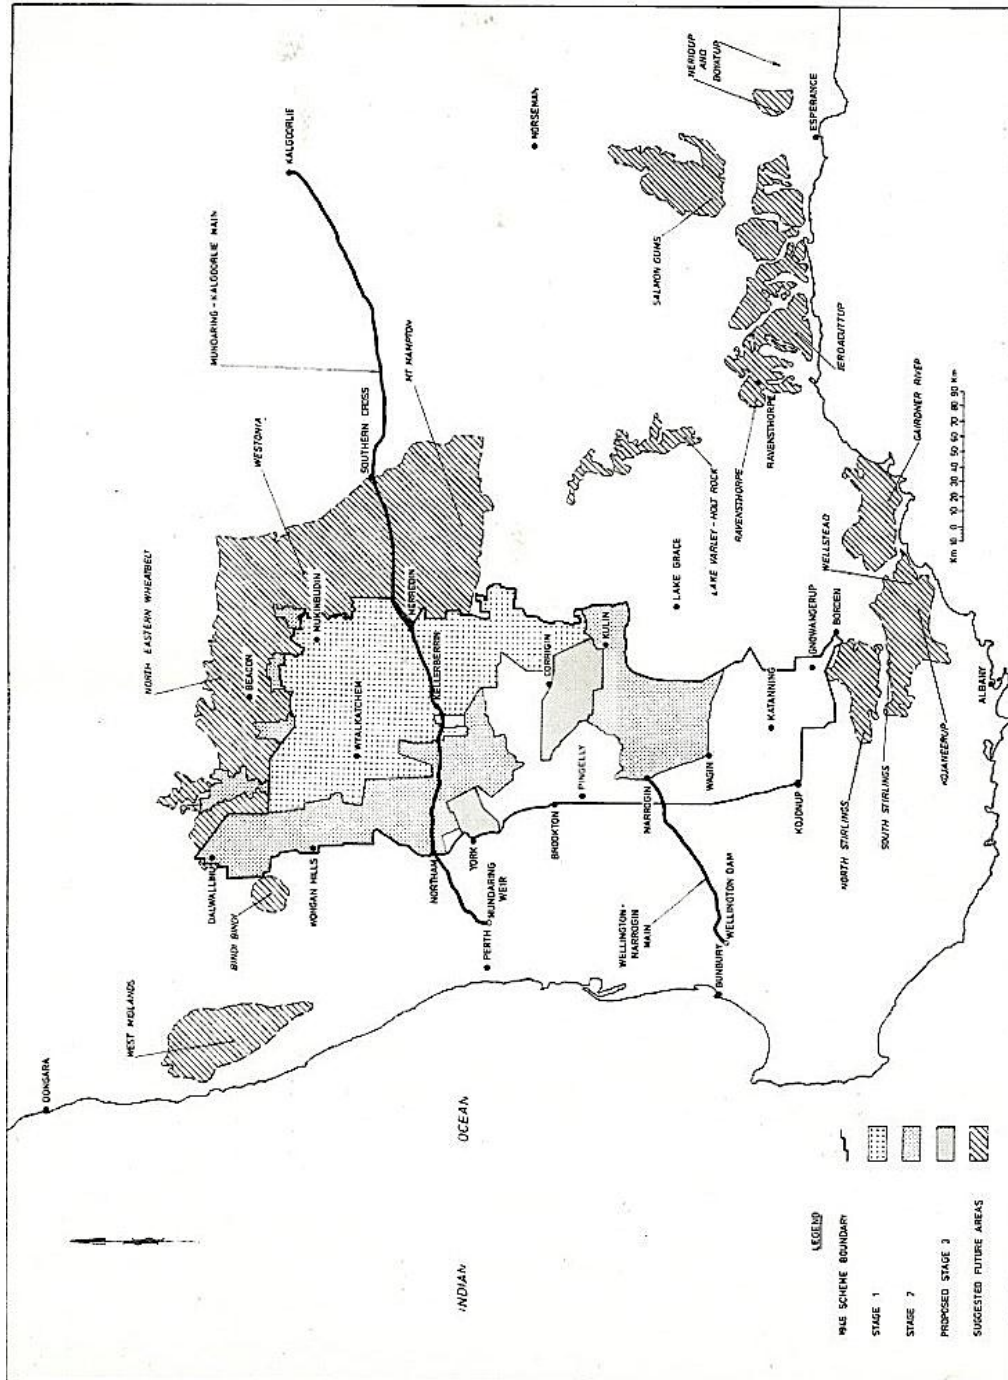 DONGARA
WEST MIDLANDS
BINDI BINDI
DALWALLINU
WONGAN HILLS
NORTHAM
PERTH
MUNDARING
WEIR
YORK
BROOKTON
PINGELLY
NARROGIN
WELLINGTON-
NARROGIN
MAIN
BUNBURY
WELLINGTON DAM
WAGIN
KATANNING
KOJONUP
NORTH EASTERN WHEATBELT
BEACON
WESTONIA
MUKINBUDIN
WYALKATCHEM
KELLERBERRIN
MERREDIN
SOUTHERN CROSS
MUNDARING - KALGOORLIE MAIN
KALGOORLIE
MT HAMPTON
CORRIGIN
KULIN
LAKE GRACE
LAKE VARLEY - HOLT ROCK
NORSEMAN
SALMON GUMS
NERIDUP
AND
BOYATUP
ESPERANCE
RAVENSTHORPE
RAVENSTHORPE
JERDACUTTUP
GAIRDNER RIVER
WELLSTEAD
GNOWANGERUP
BORDEN
NORTH STIRLINGS
SOUTH STIRLINGS
KOJANEERUP
ALBANY
Km 10 0 10 20 30 40 50 60 70 80 90 Km
INDIAN OCEAN
LEGEND
1946 SCHEME BOUNDARY
STAGE 1
STAGE 2
PROPOSED STAGE 3
SUGGESTED FUTURE AREAS